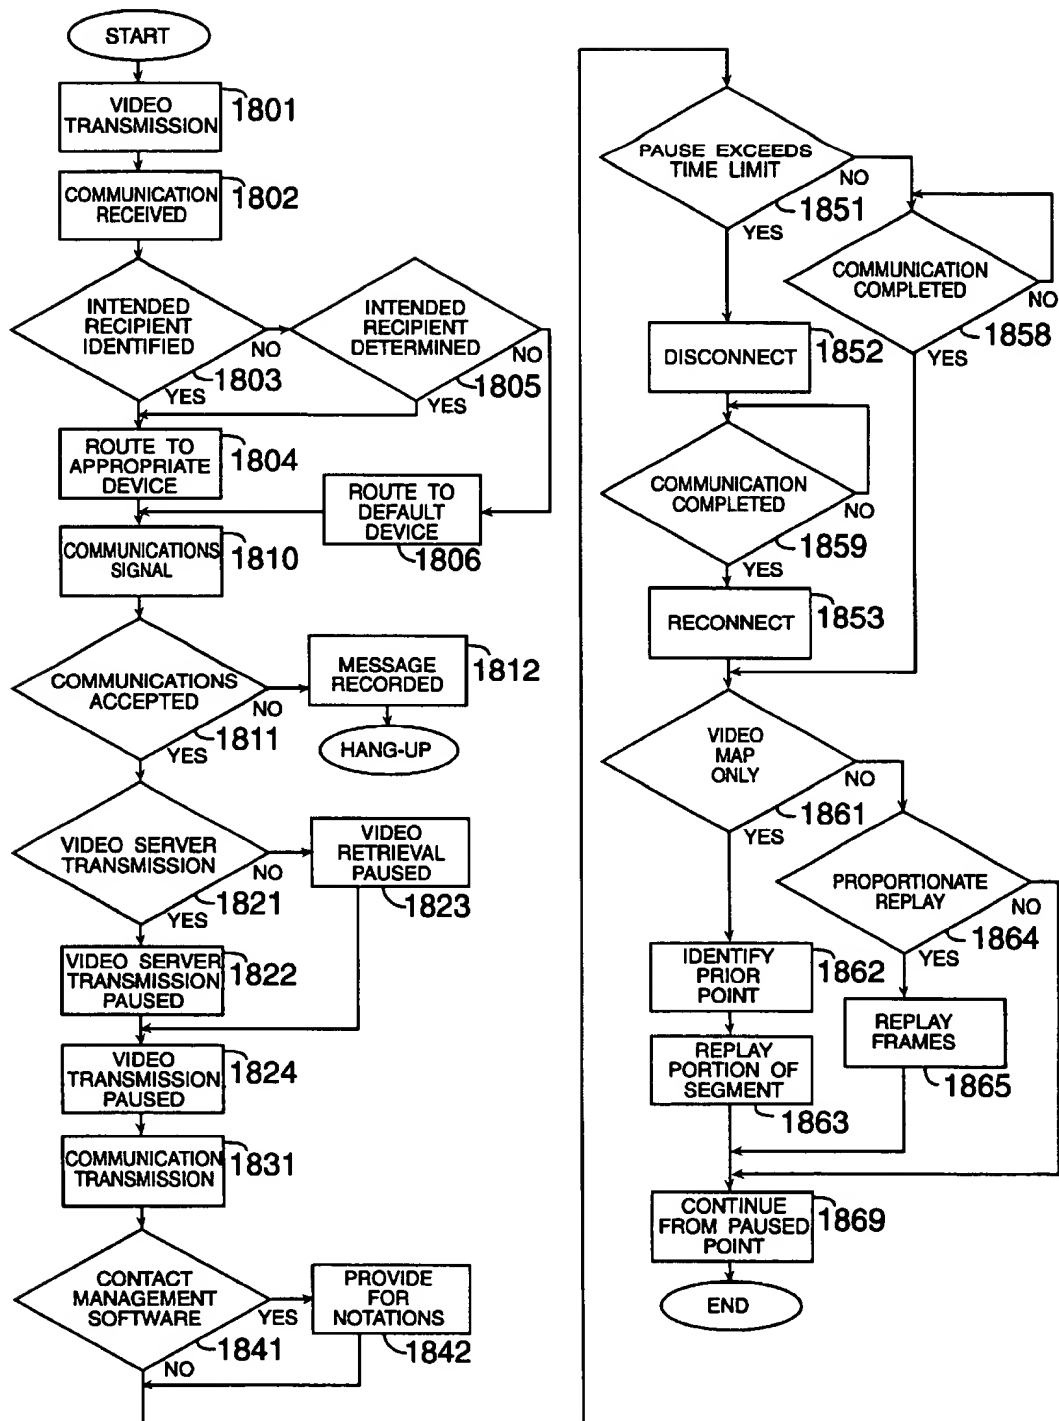 START
VIDEO
TRANSMISSION
1801
COMMUNICATION
RECEIVED
1802
INTENDED
RECIPIENT
IDENTIFIED
NO
1803
YES
INTENDED
RECIPIENT
DETERMINED
NO
1805
YES
ROUTE TO
APPROPRIATE
DEVICE
1804
ROUTE TO
DEFAULT
DEVICE
1806
COMMUNICATIONS
SIGNAL
1810
COMMUNICATIONS
ACCEPTED
NO
1811
YES
MESSAGE
RECORDED
1812
HANG-UP
VIDEO SERVER
TRANSMISSION
NO
1821
YES
VIDEO
RETRIEVAL
PAUSED
1823
VIDEO SERVER
TRANSMISSION
PAUSED
1822
VIDEO
TRANSMISSION
PAUSED
1824
COMMUNICATION
TRANSMISSION
1831
CONTACT
MANAGEMENT
SOFTWARE
YES
1841
NO
PROVIDE
FOR
NOTATIONS
1842
PAUSE EXCEEDS
TIME LIMIT
NO
1851
YES
COMMUNICATION
COMPLETED
NO
1858
YES
DISCONNECT
1852
COMMUNICATION
COMPLETED
NO
1859
YES
RECONNECT
1853
VIDEO
MAP
ONLY
NO
1861
YES
PROPORTIONATE
REPLAY
NO
1864
YES
IDENTIFY
PRIOR
POINT
1862
REPLAY
FRAMES
1865
REPLAY
PORTION OF
SEGMENT
1863
CONTINUE
FROM PAUSED
POINT
1869
END